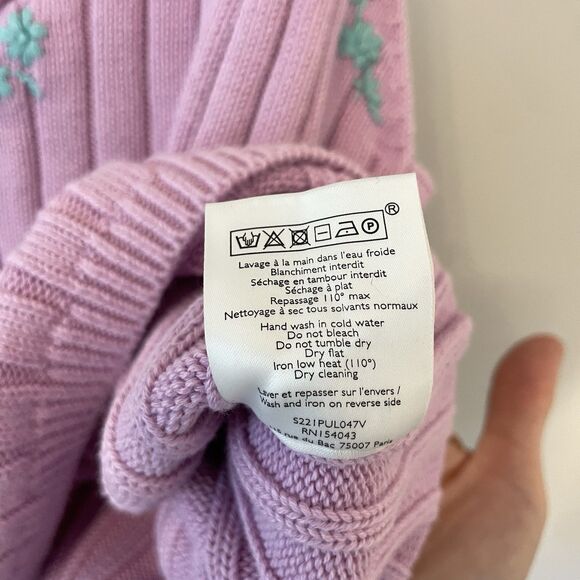 P ®
Lavage à la main dans l'eau froide
Blanchiment interdit
Séchage en tambour interdit
Séchage à plat
Repassage 110° max
Nettoyage à sec tous solvants normaux
Hand wash in cold water
Do not bleach
Do not tumble dry
Dry flat
Iron low heat (110°)
Dry cleaning
Laver et repasser sur l'envers /
Wash and iron on reverse side
S221PUL047V
RN154043
rue du Bac 75007 Paris